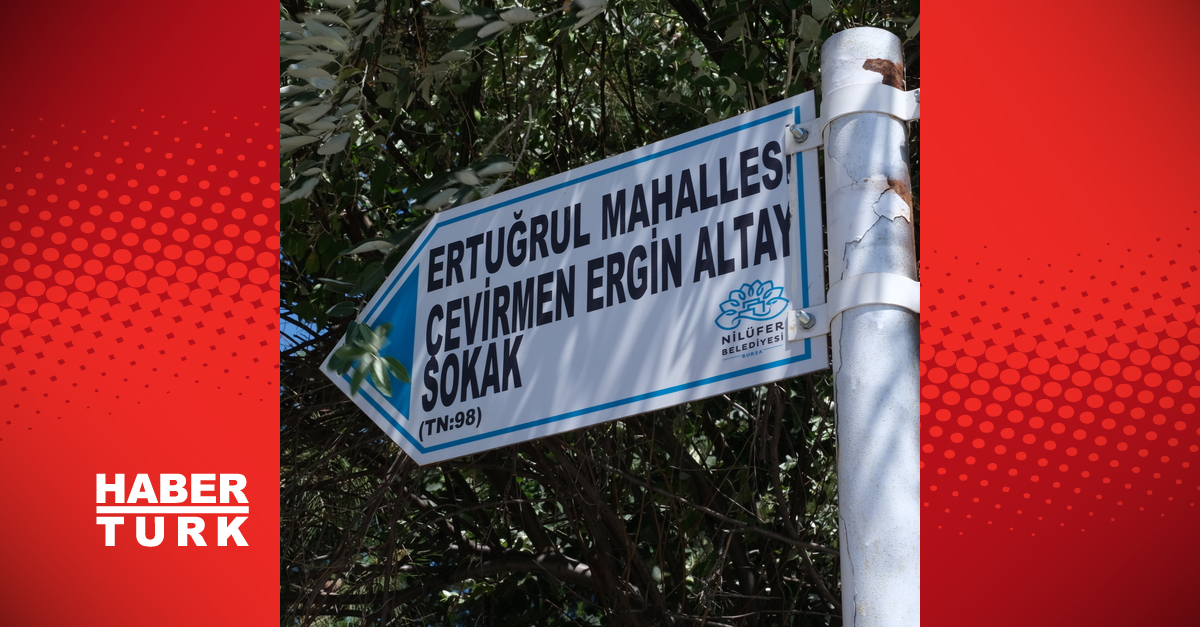 ERTUĞRUL MAHALLESİ
ÇEVİRMEN ERGİN ALTAY
SOKAK
(TN:98)
NİLÜFER
BELEDİYESİ
BURSA
HABER
TURK